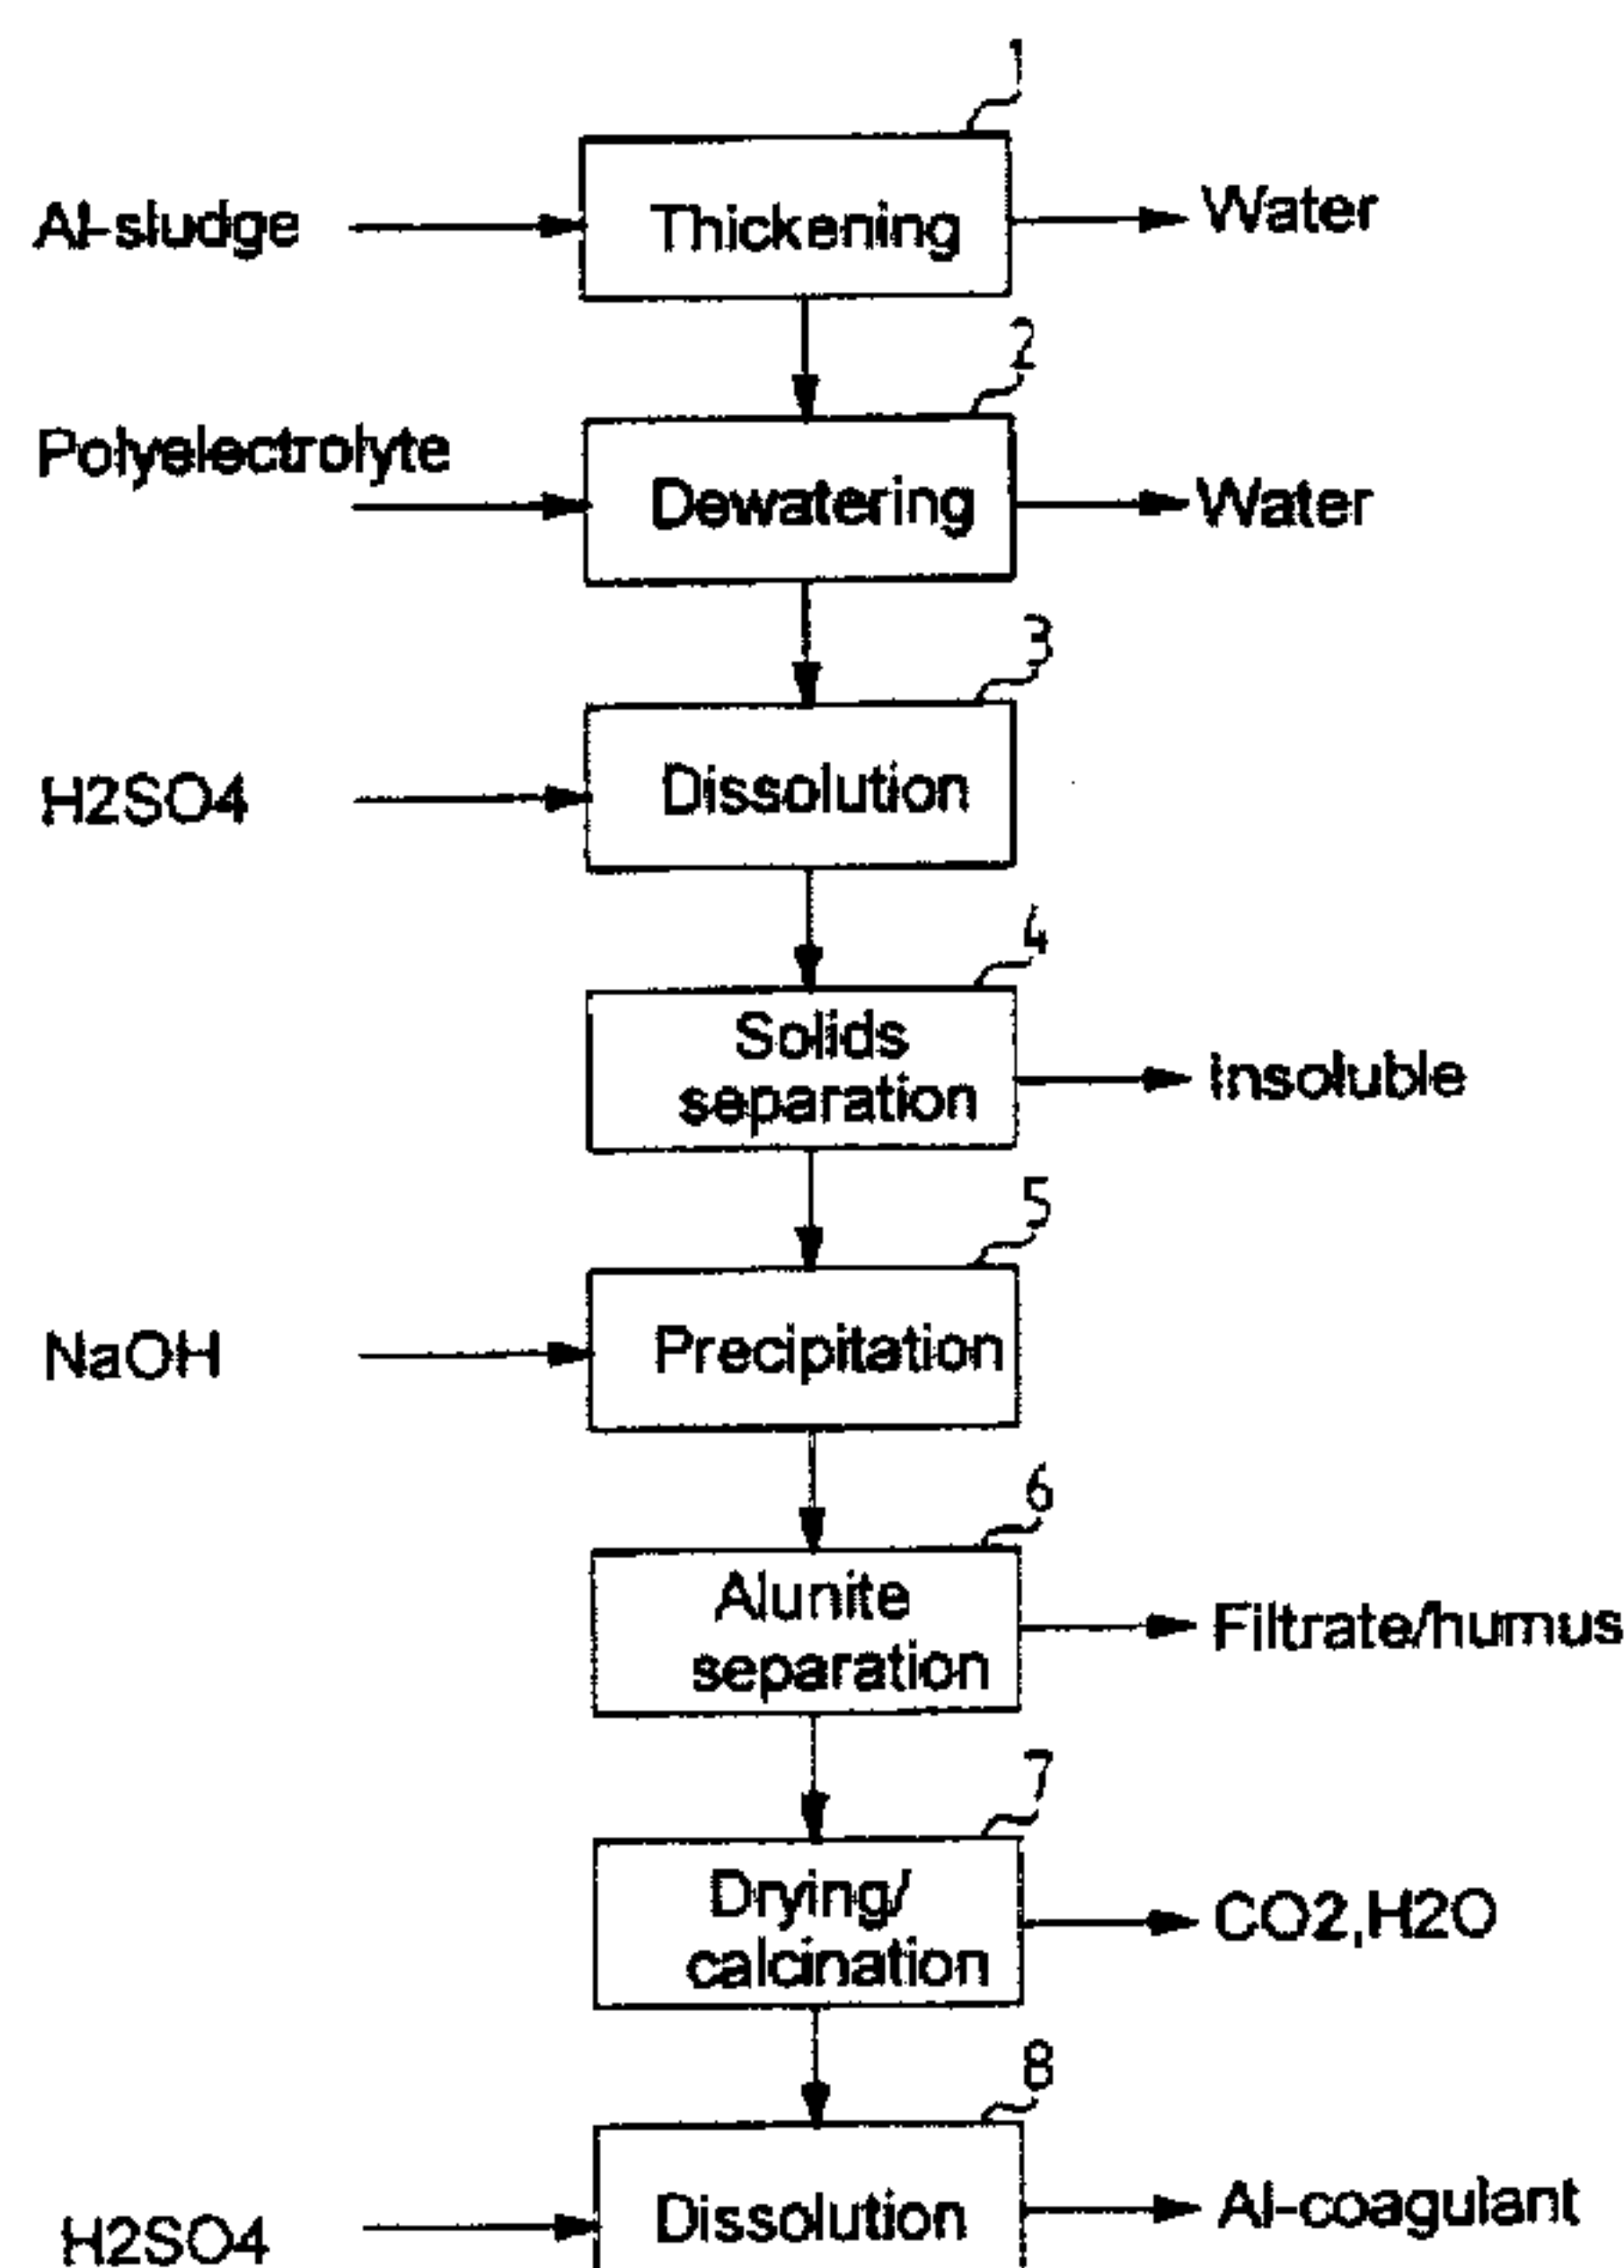 1
Al-sludge
Thickening
Water
2
Polyelectrolyte
Dewatering
Water
3
H2SO4
Dissolution
4
Solids
separation
Insoluble
5
NaOH
Precipitation
6
Alunite
separation
Filtrate/humus
7
Drying/
calcination
CO2,H2O
8
H2SO4
Dissolution
Al-coagulant